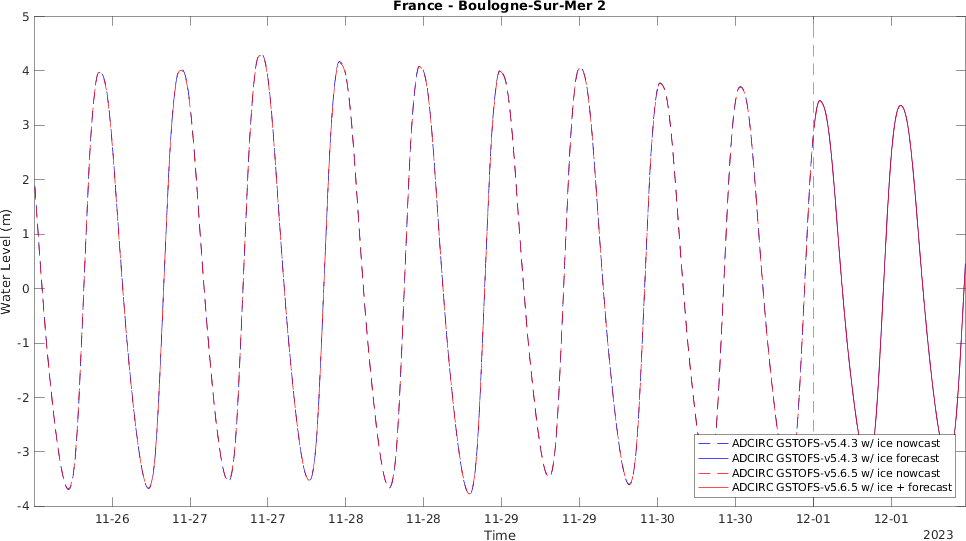 France - Boulogne-Sur-Mer 2
5
4
3
2
1
0
-1
-2
-3
-4
Water Level (m)
ADCIRC GSTOFS-v5.4.3 w/ ice nowcast
ADCIRC GSTOFS-v5.4.3 w/ ice forecast
ADCIRC GSTOFS-v5.6.5 w/ ice nowcast
ADCIRC GSTOFS-v5.6.5 w/ ice + forecast
11-26 11-27 11-27 11-28 11-28 11-29 11-29 11-30 11-30 12-01 12-01
Time
2023